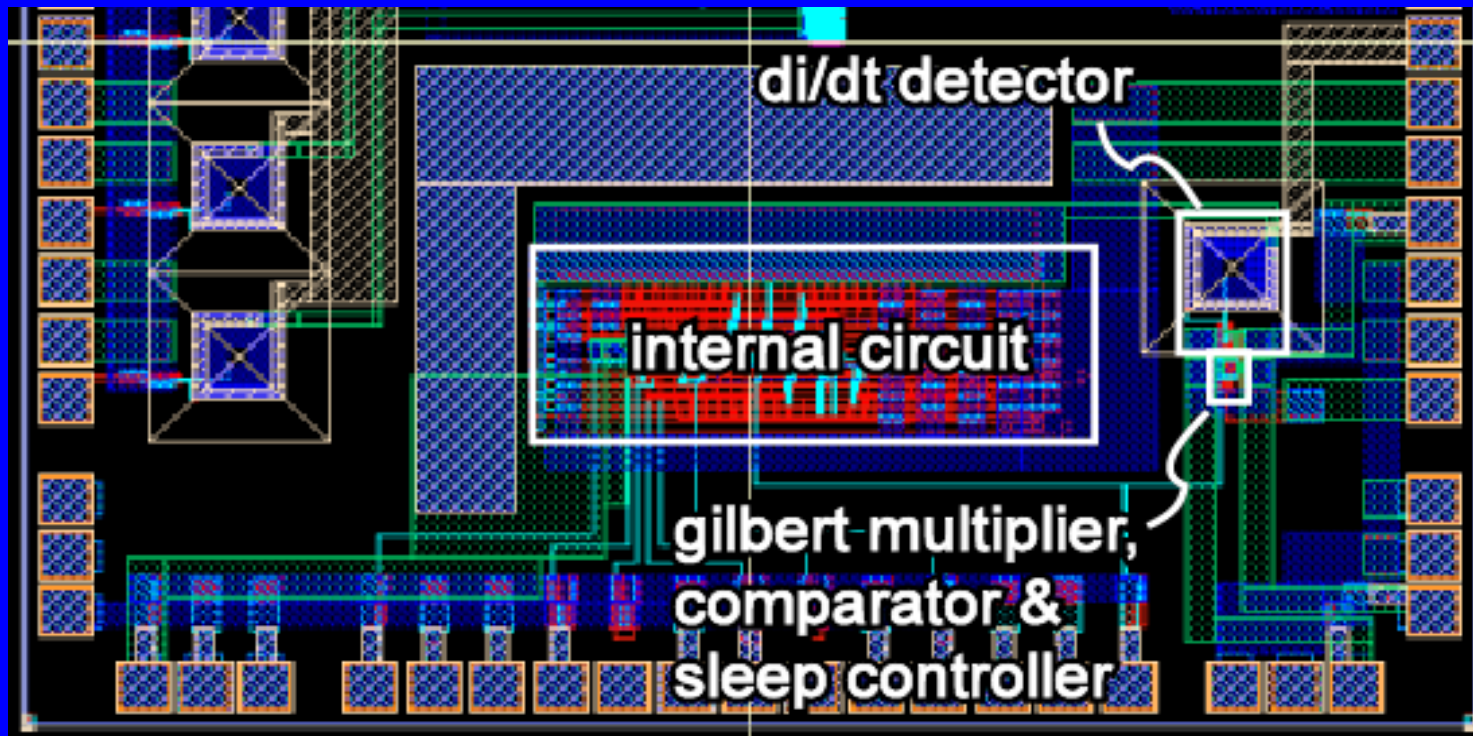 di/dt detector
internal circuit
gilbert multiplier,
comparator &
sleep controller